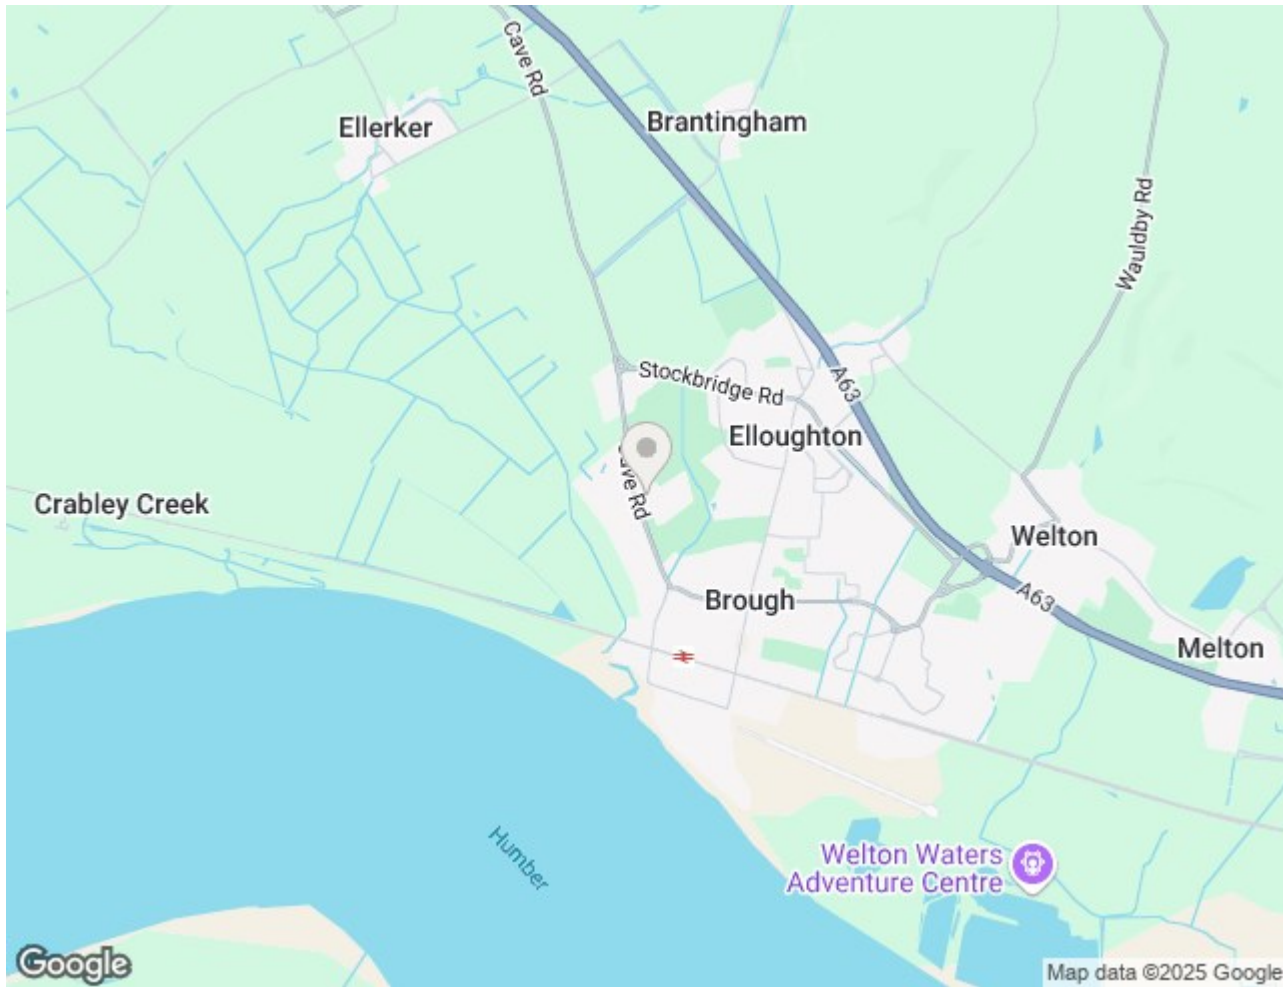 Cave Rd
Ellerker
Brantingham
Wauldby Rd
Stockbridge Rd
A63
Elloughton
Cave Rd
Crabley Creek
Welton
A63
Brough
Melton
Humber
Welton Waters
Adventure Centre
Google
Map data ©2025 Google